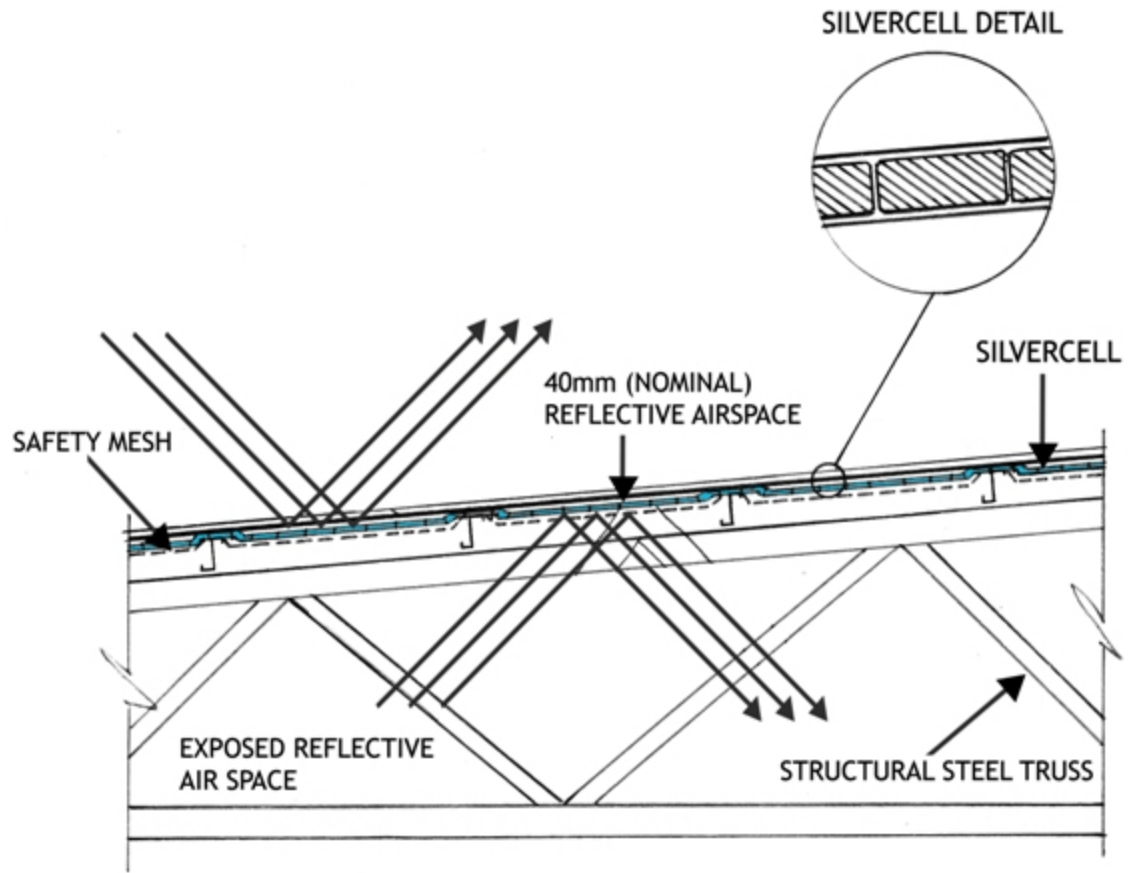 SILVERCELL DETAIL
SILVERCELL
40mm (NOMINAL)
REFLECTIVE AIRSPACE
SAFETY MESH
EXPOSED REFLECTIVE
AIR SPACE
STRUCTURAL STEEL TRUSS